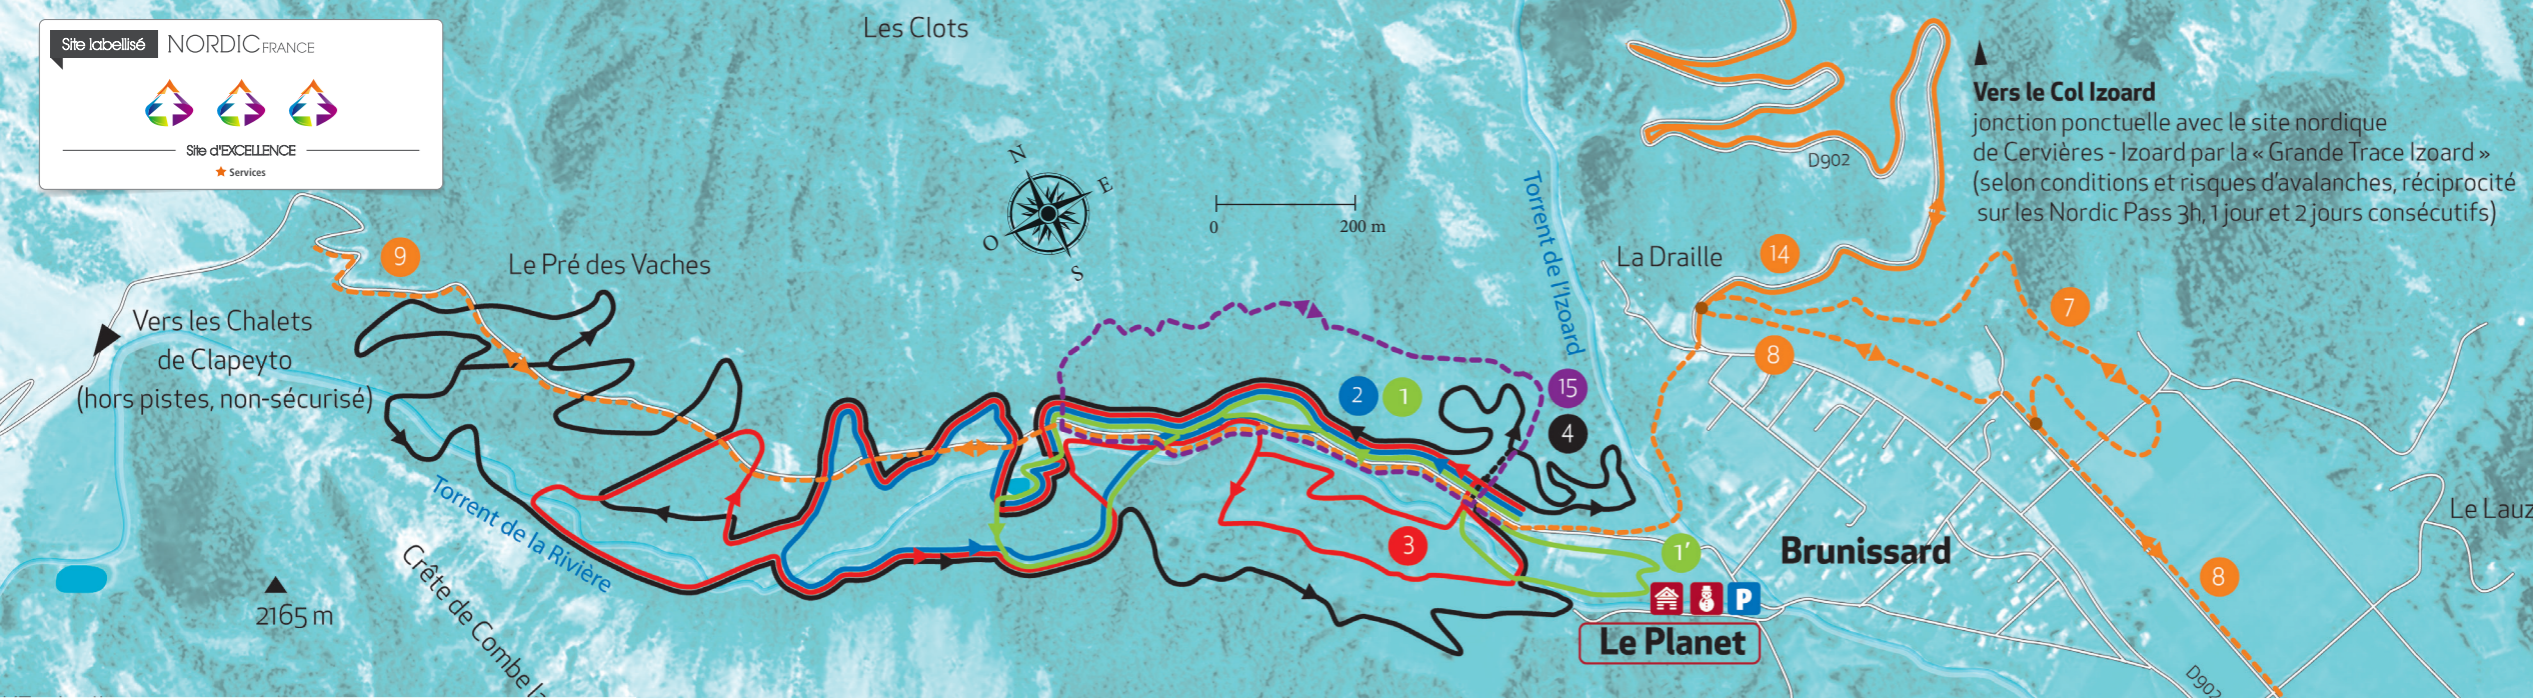 Site labellisé NORDIC FRANCE
Site d'EXCELLENCE
Services
Les Clots
N
E
O
S
0 200 m
Torrent de l'Izoard
D902
Vers le Col Izoard
jonction ponctuelle avec le site nordique
de Cervières - Izoard par la « Grande Trace Izoard »
(selon conditions et risques d'avalanches, réciprocité
sur les Nordic Pass 3h, 1 jour et 2 jours consécutifs)
9
Le Pré des Vaches
La Draille
14
7
8
Vers les Chalets
de Clapeyto
(hors pistes, non-sécurisé)
2 1
15
4
Torrent de la Rivière
Crête de Combe
3
1'
Brunissard
8
2165 m
P
Le Planet
D902